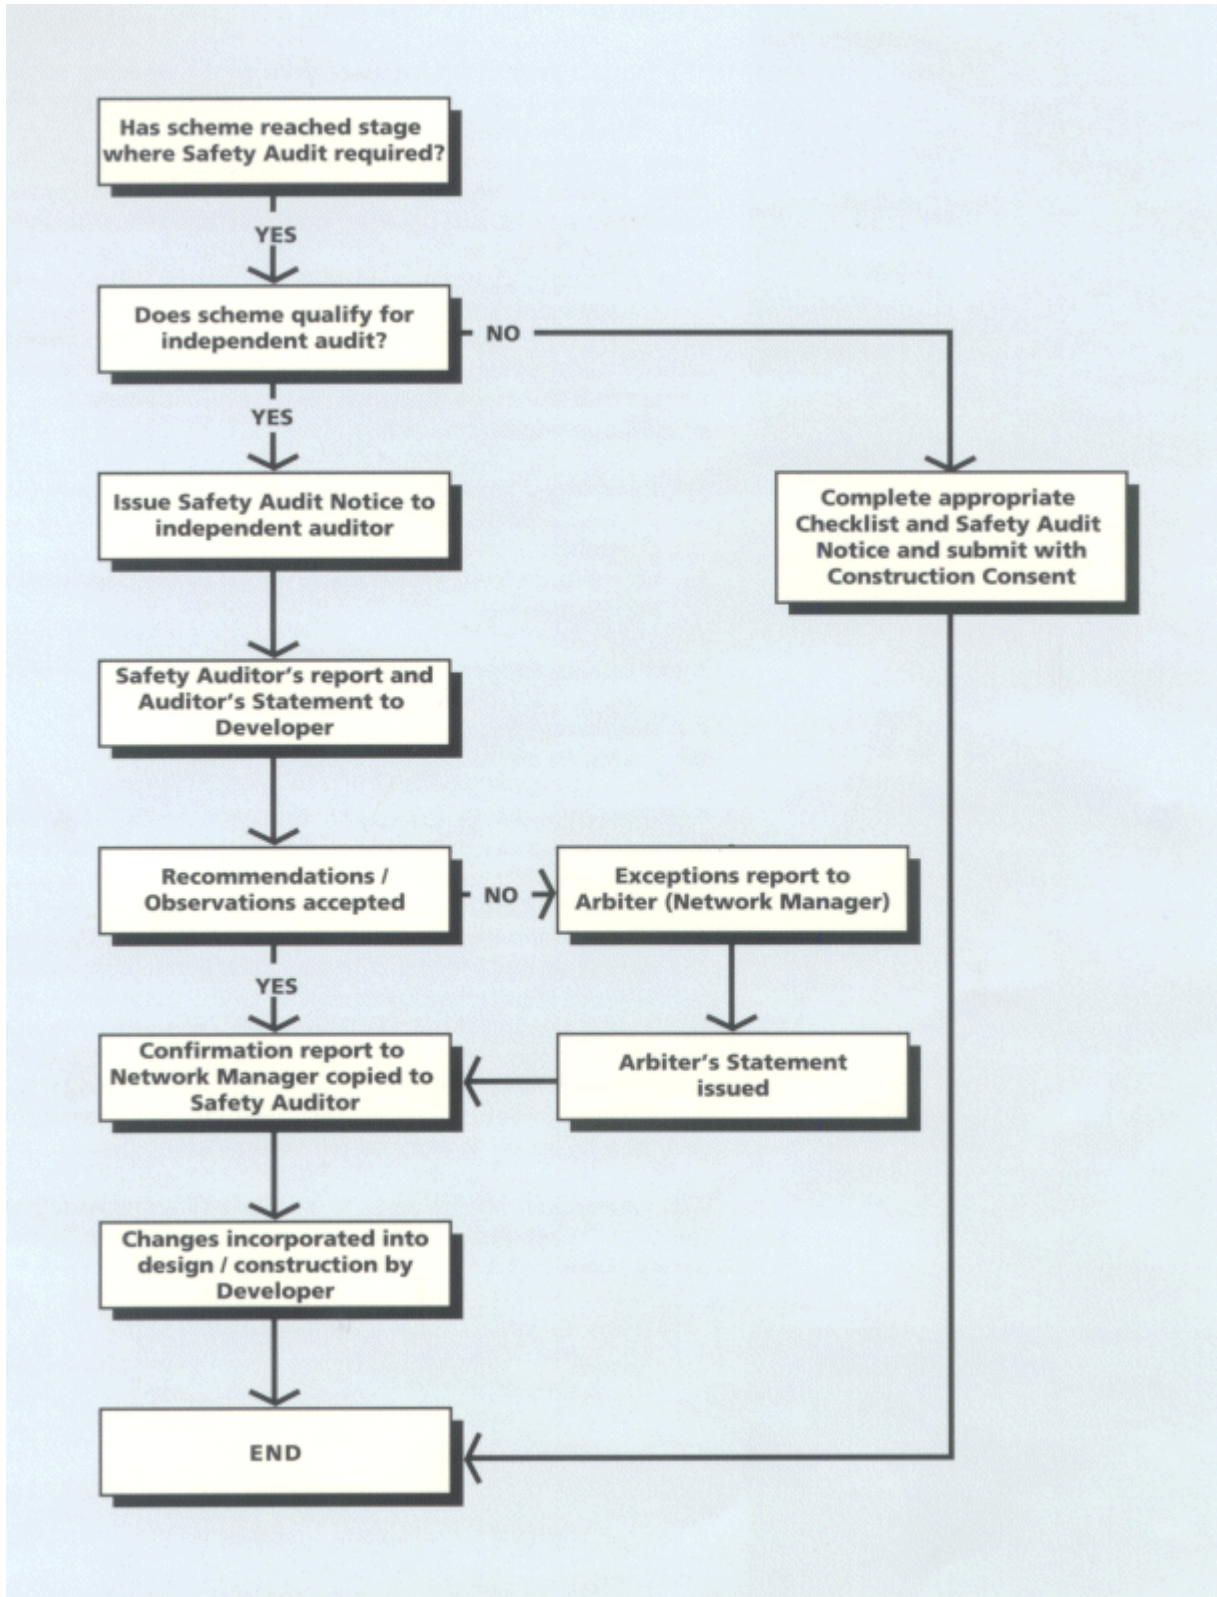 Has scheme reached stage
where Safety Audit required?
YES
Does scheme qualify for
independent audit?
NO
YES
Issue Safety Audit Notice to
independent auditor
Complete appropriate
Checklist and Safety Audit
Notice and submit with
Construction Consent
Safety Auditor's report and
Auditor's Statement to
Developer
Recommendations /
Observations accepted
NO
Exceptions report to
Arbiter (Network Manager)
YES
Confirmation report to
Network Manager copied to
Safety Auditor
Arbiter's Statement
issued
Changes incorporated into
design / construction by
Developer
END